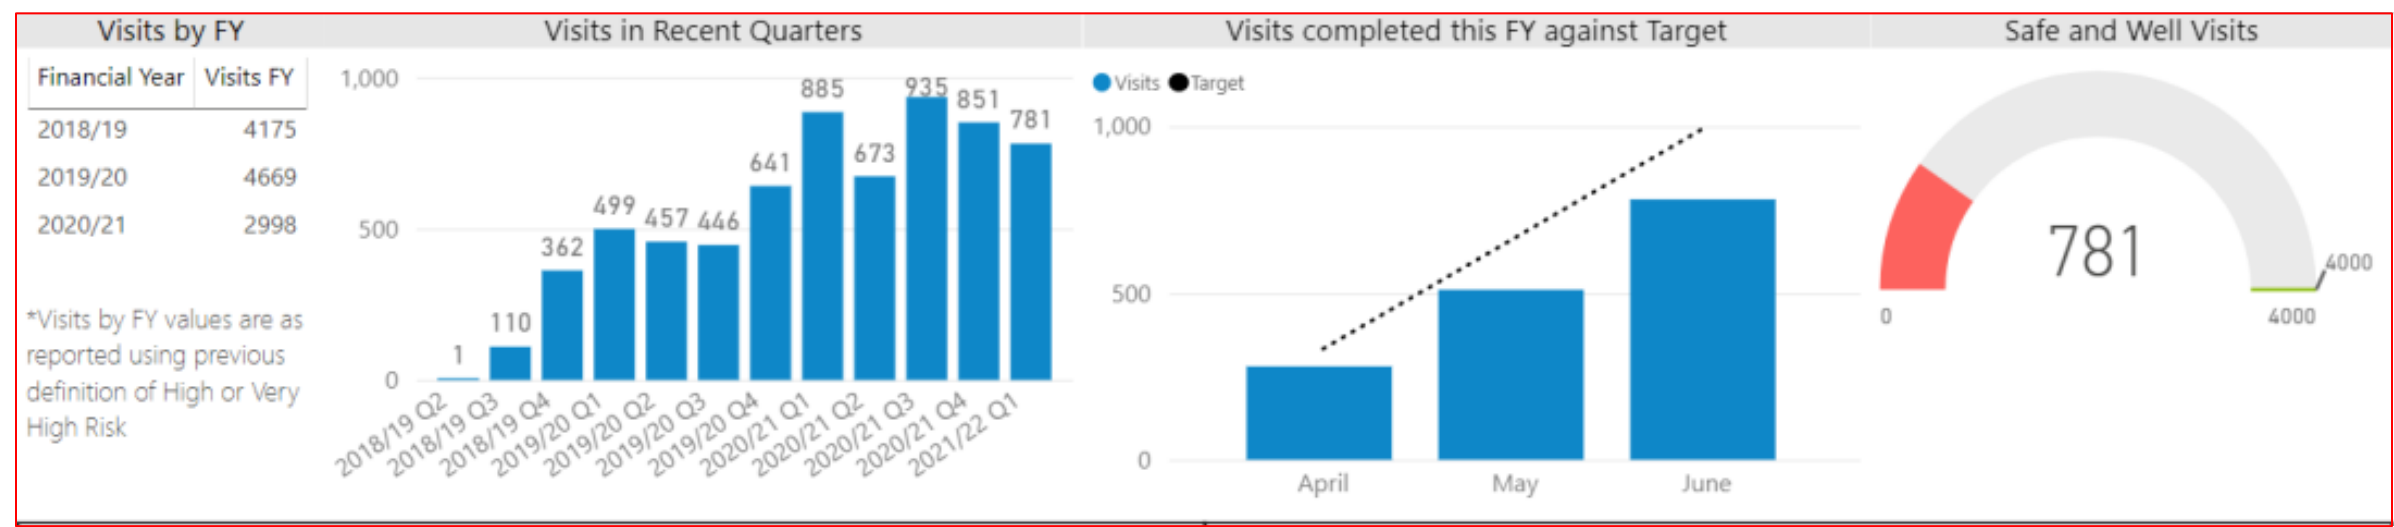 Visits by FY
Financial Year Visits FY
2018/19 4175
2019/20 4669
2020/21 2998
*Visits by FY values are as
reported using previous
definition of High or Very
High Risk
Visits in Recent Quarters
1,000
500
0
1
110
362
499
457
446
641
885
673
935
851
781
2018/19 Q2
2018/19 Q3
2018/19 Q4
2019/20 Q1
2019/20 Q2
2019/20 Q3
2019/20 Q4
2020/21 Q1
2020/21 Q2
2020/21 Q3
2020/21 Q4
2021/22 Q1
Visits completed this FY against Target
Visits Target
1,000
500
0
April May June
Safe and Well Visits
781
4000
0 4000